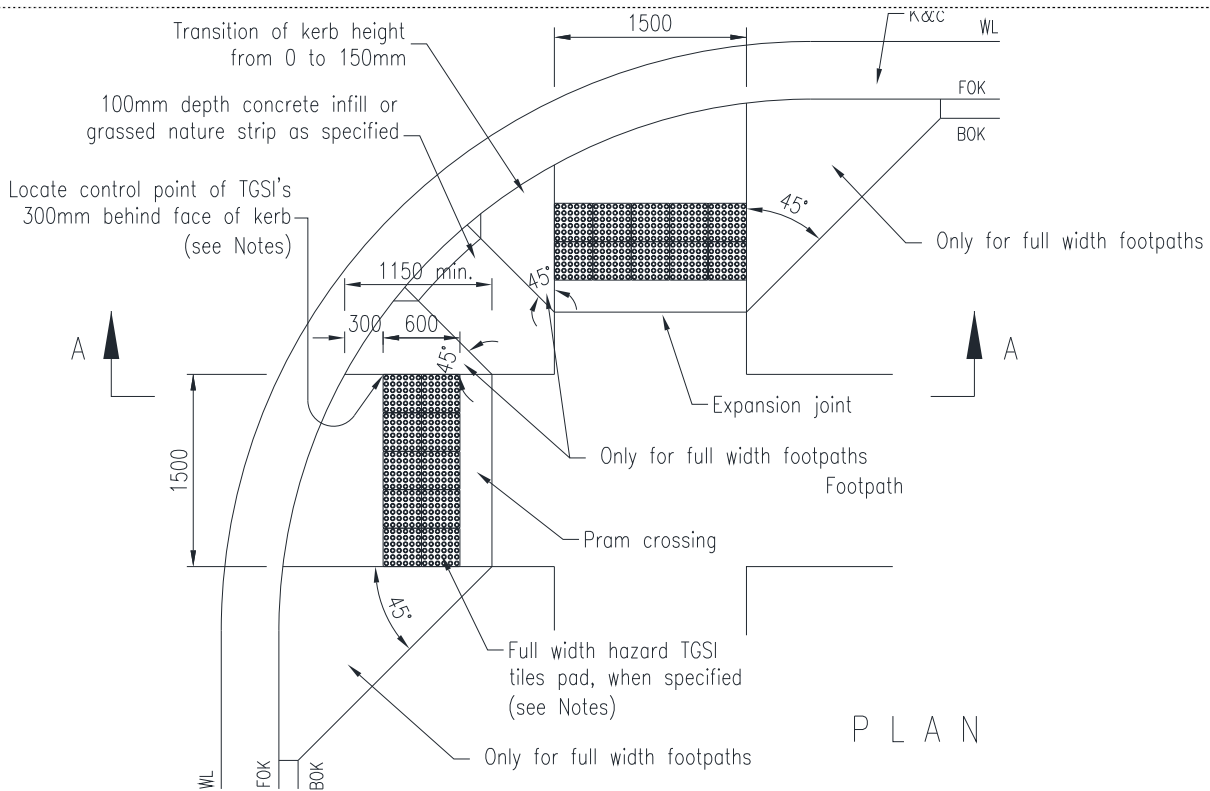 Transition of kerb height
from 0 to 150mm
1500
K&C
WL
100mm depth concrete infill or
grassed nature strip as specified
FOK
BOK
Locate control point of TGSI's
300mm behind face of kerb
(see Notes)
45°
Only for full width footpaths
1150 min.
45°
300
600
A
A
45°
Expansion joint
1500
Only for full width footpaths
Footpath
Pram crossing
45°
Full width hazard TGSI
tiles pad, when specified
(see Notes)
PLAN
Only for full width footpaths
WL
FOK
BOK